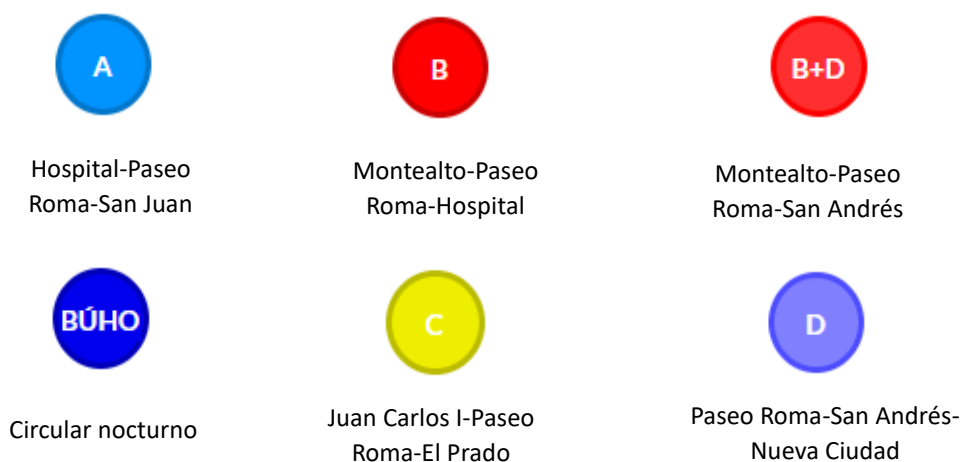 A
B
B+D
Hospital-Paseo
Roma-San Juan
Montealto-Paseo
Roma-Hospital
Montealto-Paseo
Roma-San Andrés
BÚHO
C
D
Circular nocturno
Juan Carlos I-Paseo
Roma-El Prado
Paseo Roma-San Andrés-
Nueva Ciudad